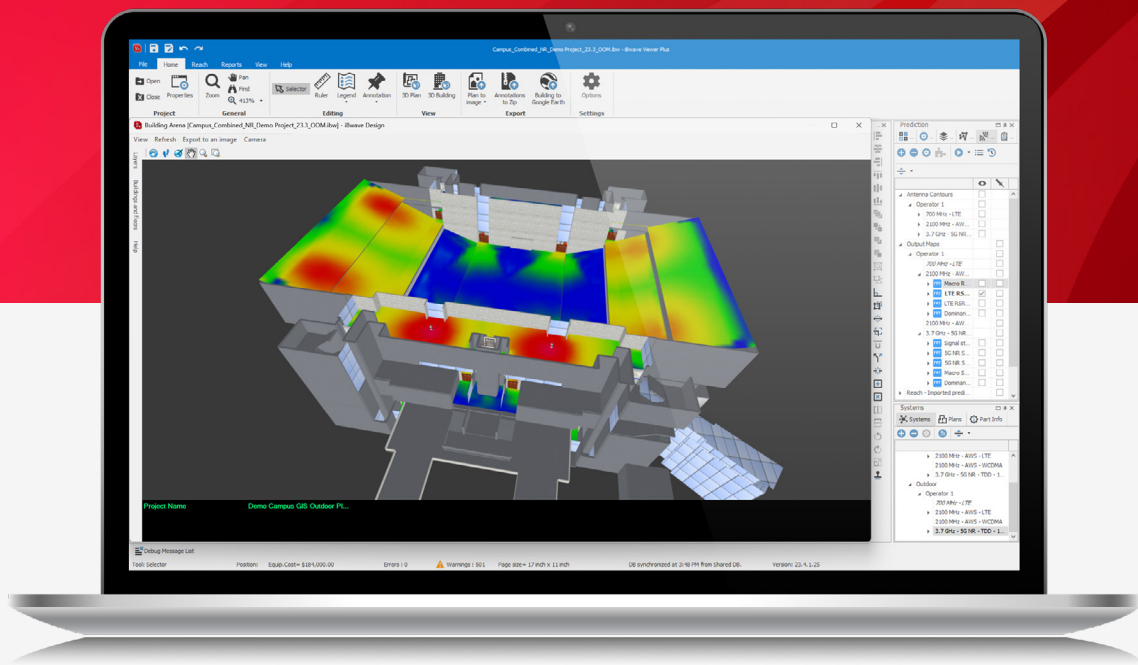 Campus_Combined_NR_Demo Project_23.3_OOM.ibw - iBwave Viewer Plus
File Home Reach Reports View Help
Open Close Properties
Zoom Pan Find 413%
Selector Ruler Legend Annotation
3D Plan 3D Building
Plan to image Annotations to Zip Building to Google Earth
Options
Project General Editing View Export Settings
Building Arena [Campus_Combined_NR_Demo Project_23.3_OOM.ibw] - iBwave Design
View Refresh Export to an image Camera
Layers
Buildings and Floors
Help
Project Name Demo Campus GIS Outdoor Pl...
Prediction
Antenna Contours
Operator 1
700 MHz - LTE
2100 MHz - AW...
3.7 GHz - 5G NR...
Output Maps
Operator 1
700 MHz - LTE
2100 MHz - AW...
Macro R...
LTE RS...
LTE RSR...
Dominan...
2100 MHz - AW...
3.7 GHz - 5G NR...
Signal st...
5G NR S...
5G NR S...
Macro S...
Dominan...
Reach - Imported predi...
Systems
Systems Plans Part Info
2100 MHz - AWS - LTE
2100 MHz - AWS - WCDMA
3.7 GHz - 5G NR - TDD - 1...
Outdoor
Operator 1
700 MHz - LTE
2100 MHz - AWS - LTE
2100 MHz - AWS - WCDMA
3.7 GHz - 5G NR - TDD - 1...
Debug Message List
Tool: Selector Position: Equip.Cost= $184,000.00 Errors : 0 Warnings : 501 Page size= 17 inch x 11 inch DB synchronized at 3:48 PM from Shared DB. Version: 23.4.1.25